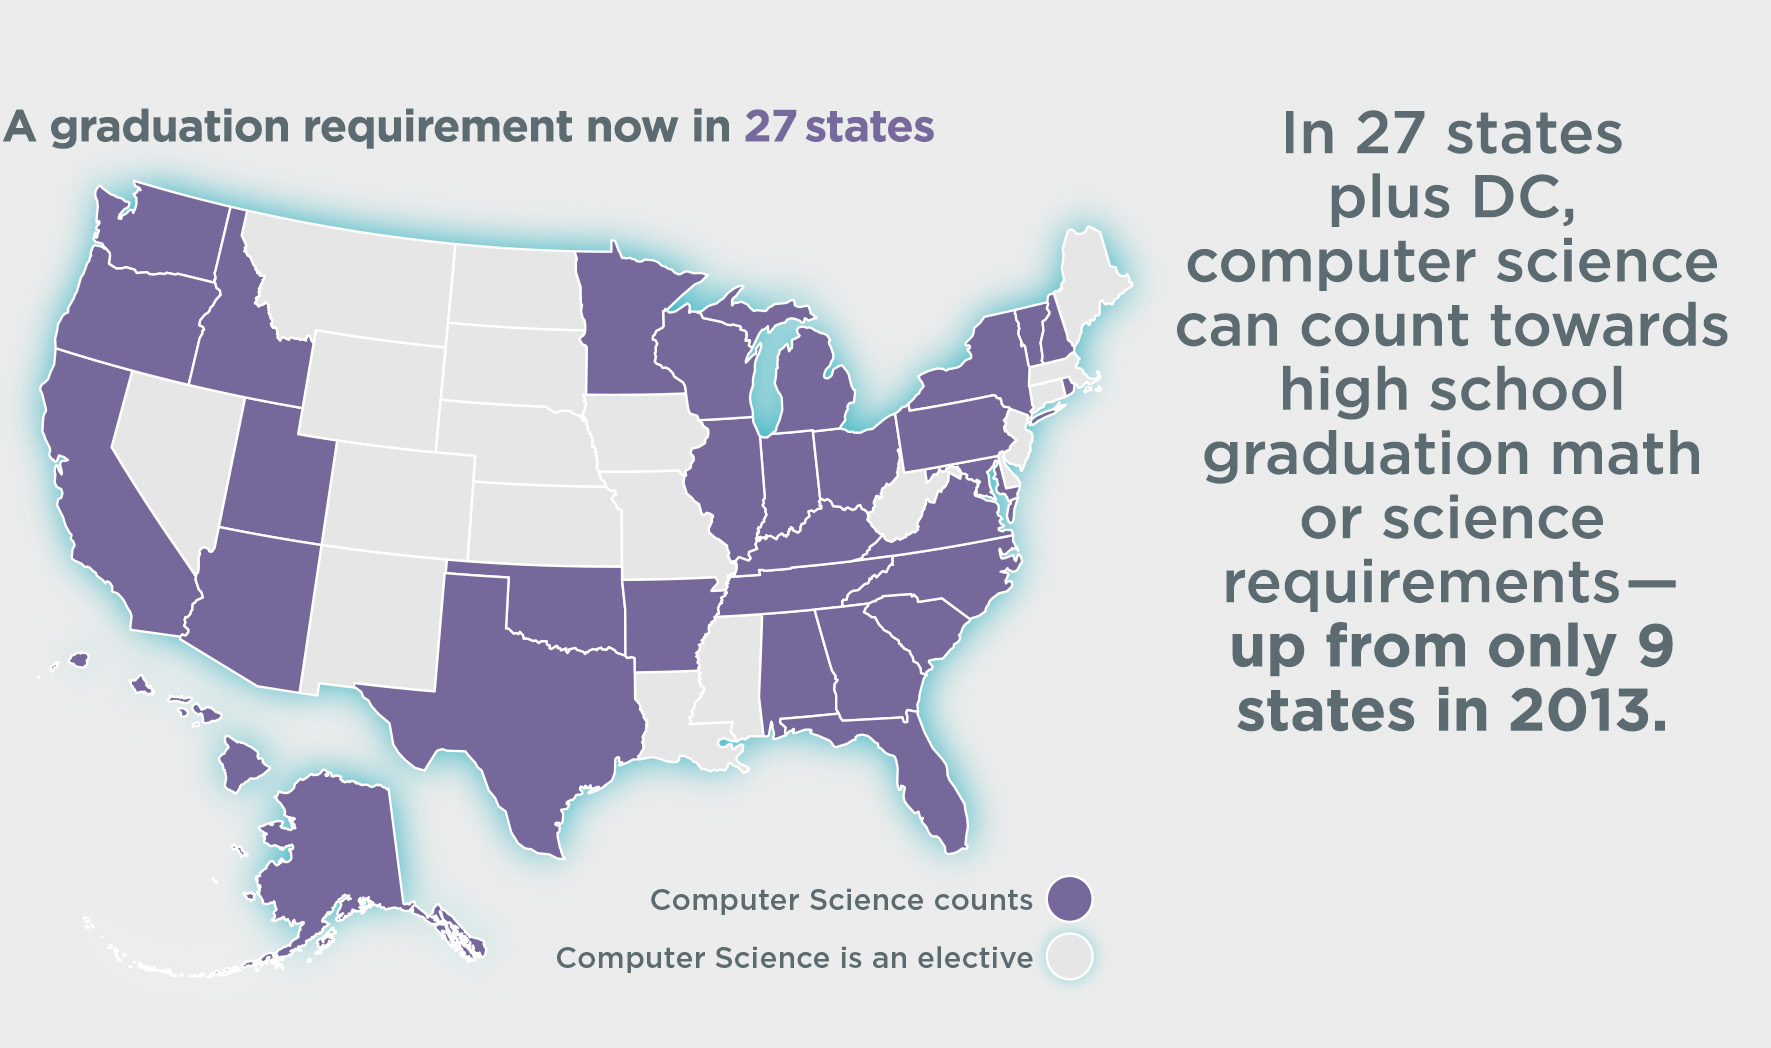 A graduation requirement now in 27 states
In 27 states
plus DC,
computer science
can count towards
high school
graduation math
or science
requirements—
up from only 9
states in 2013.
Computer Science counts
Computer Science is an elective